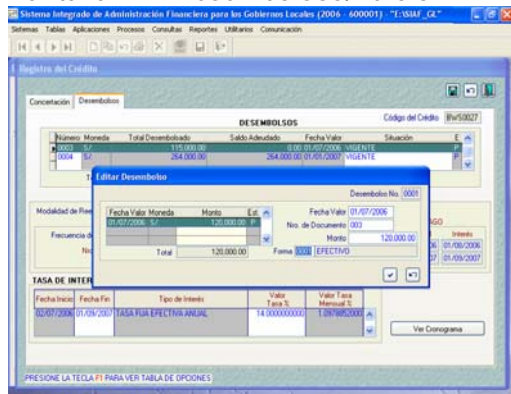 Sistema Integrado de Administración Financiera para los Gobiernos Locales (2006 - 600001) - "E:\SIAF_GL"
Sistemas Tablas Aplicaciones Procesos Consultas Reportes Utilitarios Comunicación
Registro del Crédito
Concertación Desembolsos
DESEMBOLSOS Código del Crédito BWS0027
Número Moneda Total Desembolsado Saldo Adeudado Fecha Valor Situación E
0003 S/. 115,000.00 0.00 01/07/2006 VIGENTE P
0004 S/. 264,000.00 264,000.00 01/01/2007 VIGENTE P
Editar Desembolso
Desembolso No. 0001
Modalidad de
Fecha Valor Moneda Monto Est.
01/07/2006 S/. 120,000.00 P
Total 120,000.00
Fecha Valor 01/07/2006
Nro. de Documento 003
Monto 120,000.00
Forma 0001 EFECTIVO
Frecuencia
Interés
01/08/2006
01/09/2007
Fecha Inicio Fecha Fin Tipo de Interés Valor Tasa % Valor Tasa Mensual %
02/07/2006 01/09/2007 TASA FIJA EFECTIVA ANUAL 14.0000000000 1.0978852000
Ver Cronograma
PRESIONE LA TECLA F1 PARA VER TABLA DE OPCIONES